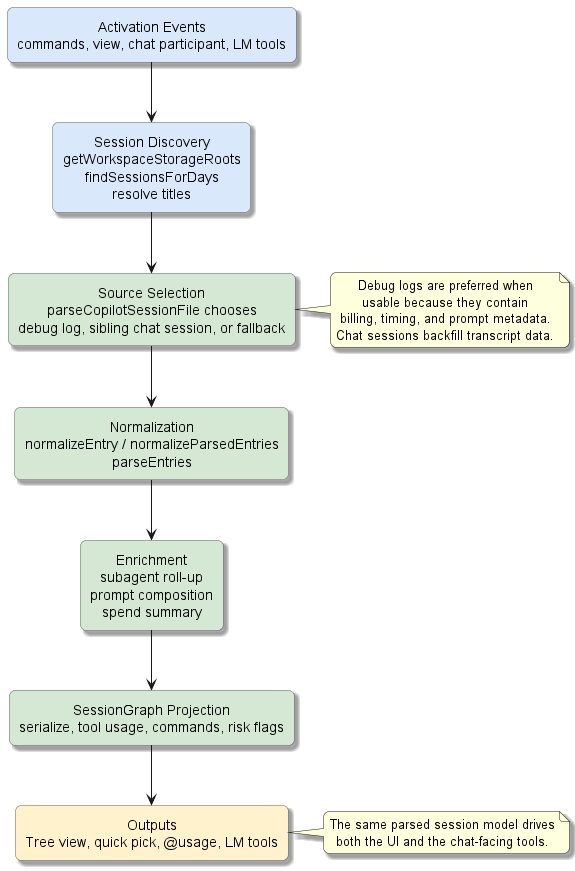 Activation Events
commands, view, chat participant, LM tools
Session Discovery
getWorkspaceStorageRoots
findSessionsForDays
resolve titles
Source Selection
parseCopilotSessionFile chooses
debug log, sibling chat session, or fallback
Debug logs are preferred when
usable because they contain
billing, timing, and prompt metadata.
Chat sessions backfill transcript data.
Normalization
normalizeEntry / normalizeParsedEntries
parseEntries
Enrichment
subagent roll-up
prompt composition
spend summary
SessionGraph Projection
serialize, tool usage, commands, risk flags
Outputs
Tree view, quick pick, @usage, LM tools
The same parsed session model drives
both the UI and the chat-facing tools.